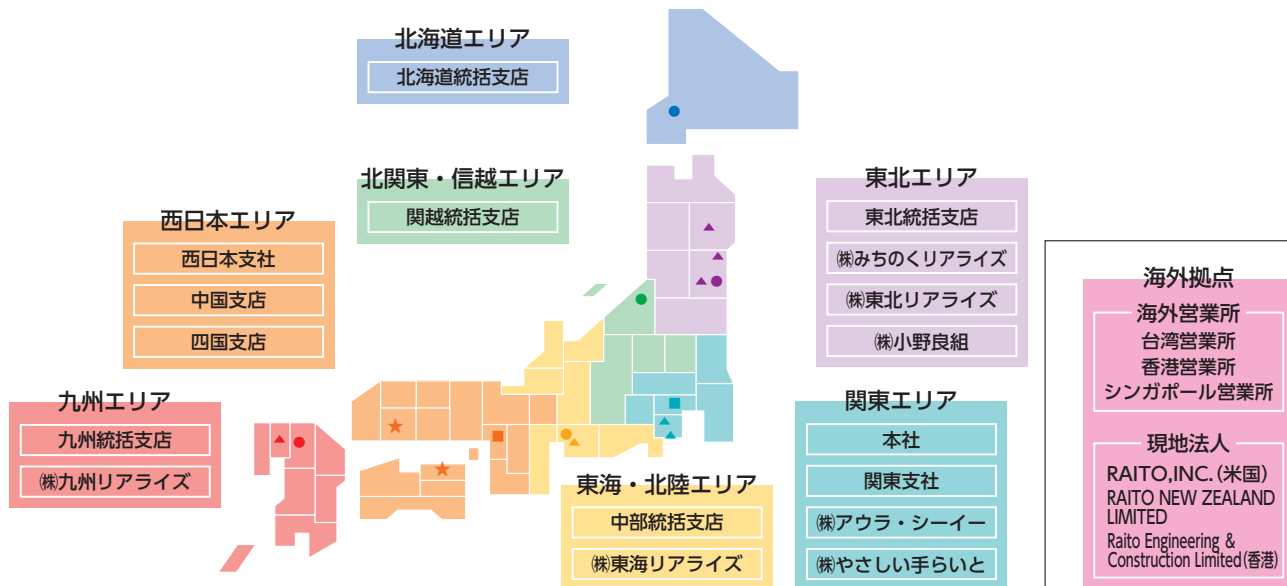 北海道エリア
北海道統括支店
北関東・信越エリア
関越統括支店
東北エリア
東北統括支店
㈱みちのくリアライズ
㈱東北リアライズ
㈱小野良組
西日本エリア
西日本支社
中国支店
四国支店
九州エリア
九州統括支店
㈱九州リアライズ
東海・北陸エリア
中部統括支店
㈱東海リアライズ
関東エリア
本社
関東支社
㈱アウラ・シーイー
㈱やさしい手らいと
海外拠点
海外営業所
台湾営業所
香港営業所
シンガポール営業所
現地法人
RAITO,INC.(米国)
RAITO NEW ZEALAND
LIMITED
Raito Engineering &
Construction Limited(香港)